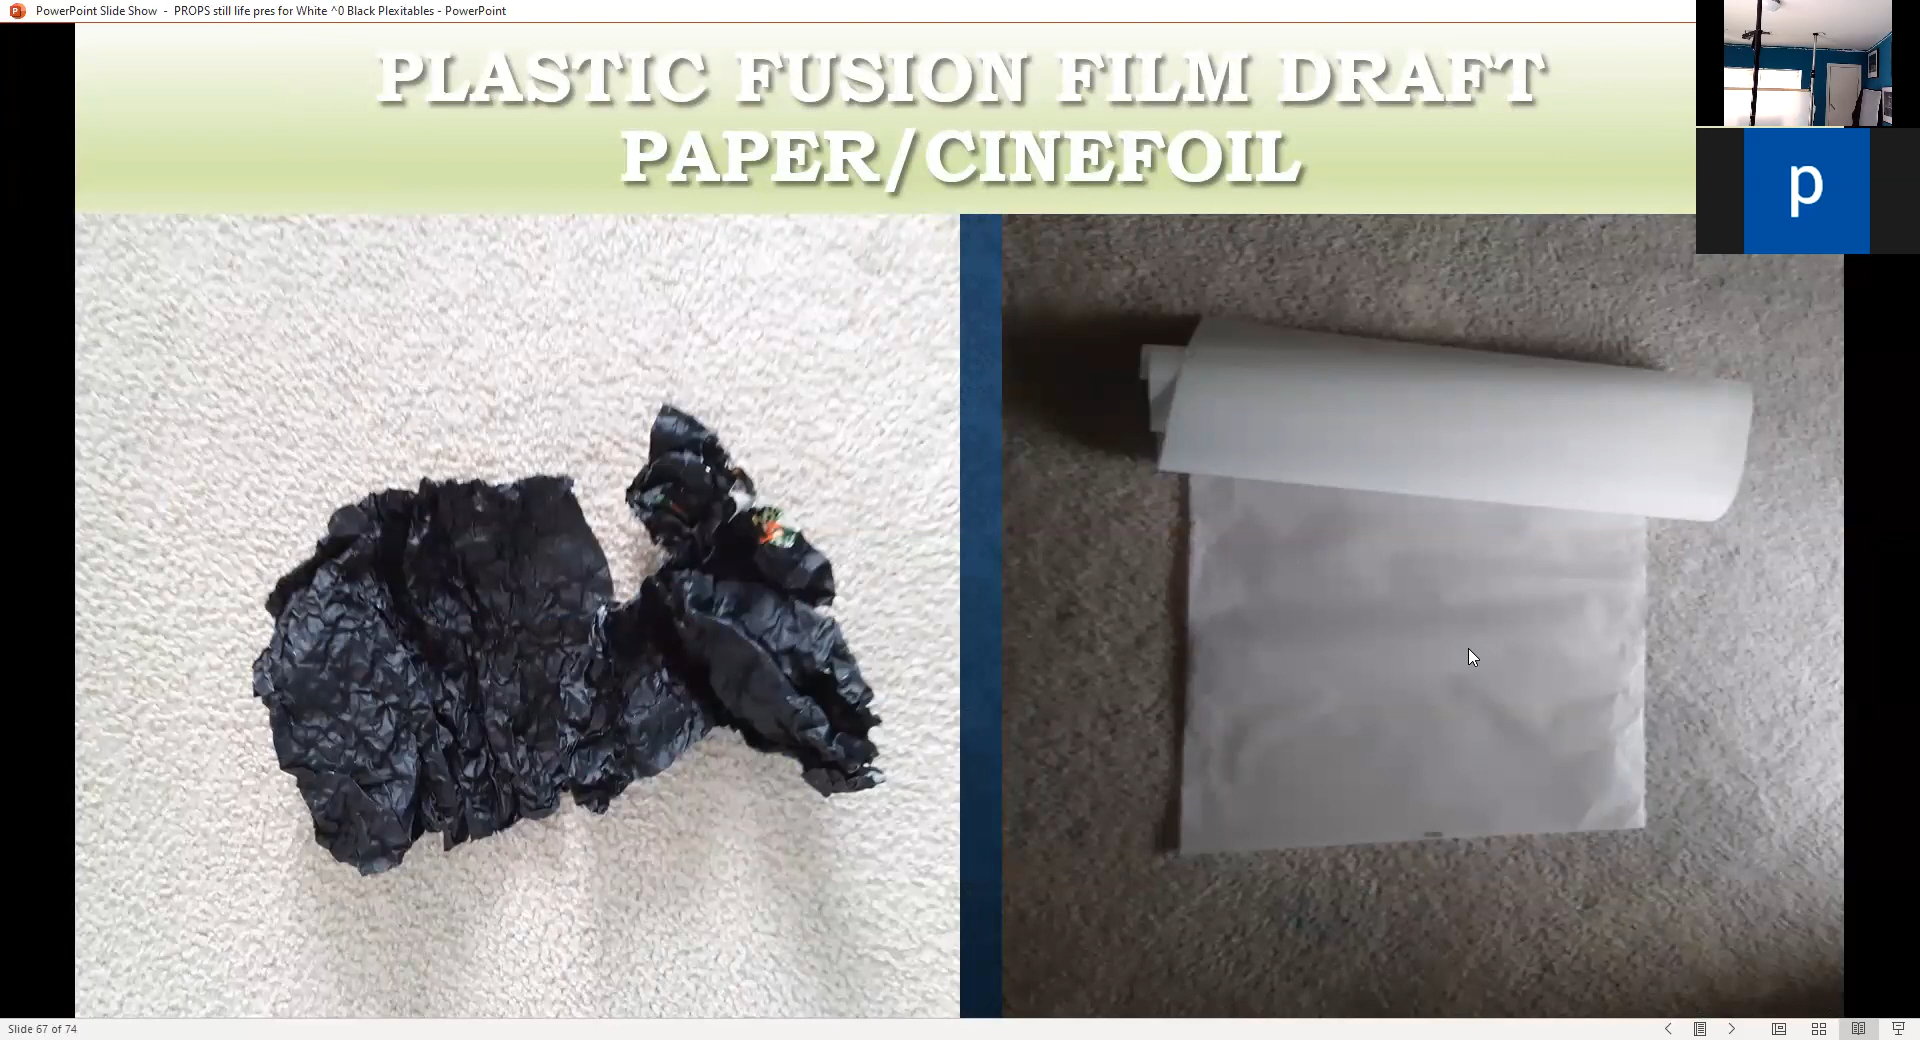 PowerPoint Slide Show - PROPS still life pres for White ^0 Black Plexitables - PowerPoint
PLASTIC FUSION FILM DRAFT
PAPER/CINEFOIL
p
Slide 67 of 74